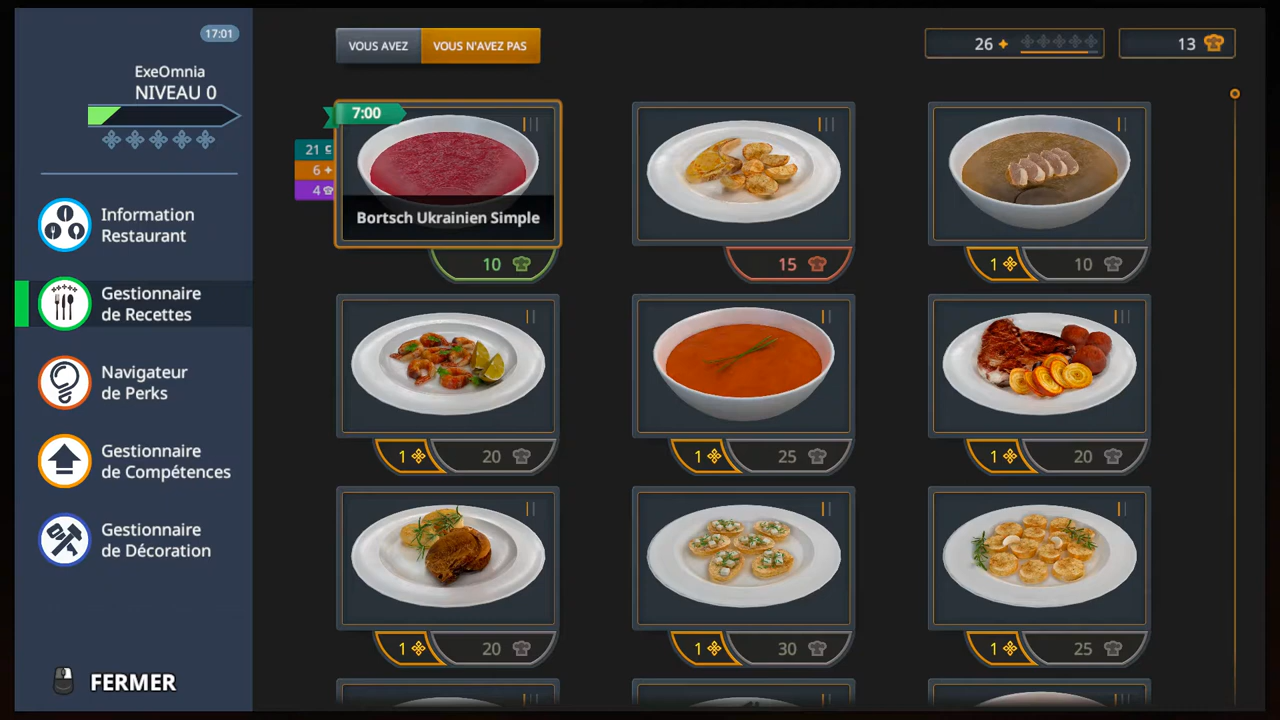 17:01
ExeOmnia
NIVEAU 0
Information
Restaurant
Gestionnaire
de Recettes
Navigateur
de Perks
Gestionnaire
de Compétences
Gestionnaire
de Décoration
FERMER
VOUS AVEZ
VOUS N'AVEZ PAS
26
13
7:00
21
6
4
Bortsch Ukrainien Simple
10
15
1
10
1
20
1
25
1
20
1
20
1
30
1
25